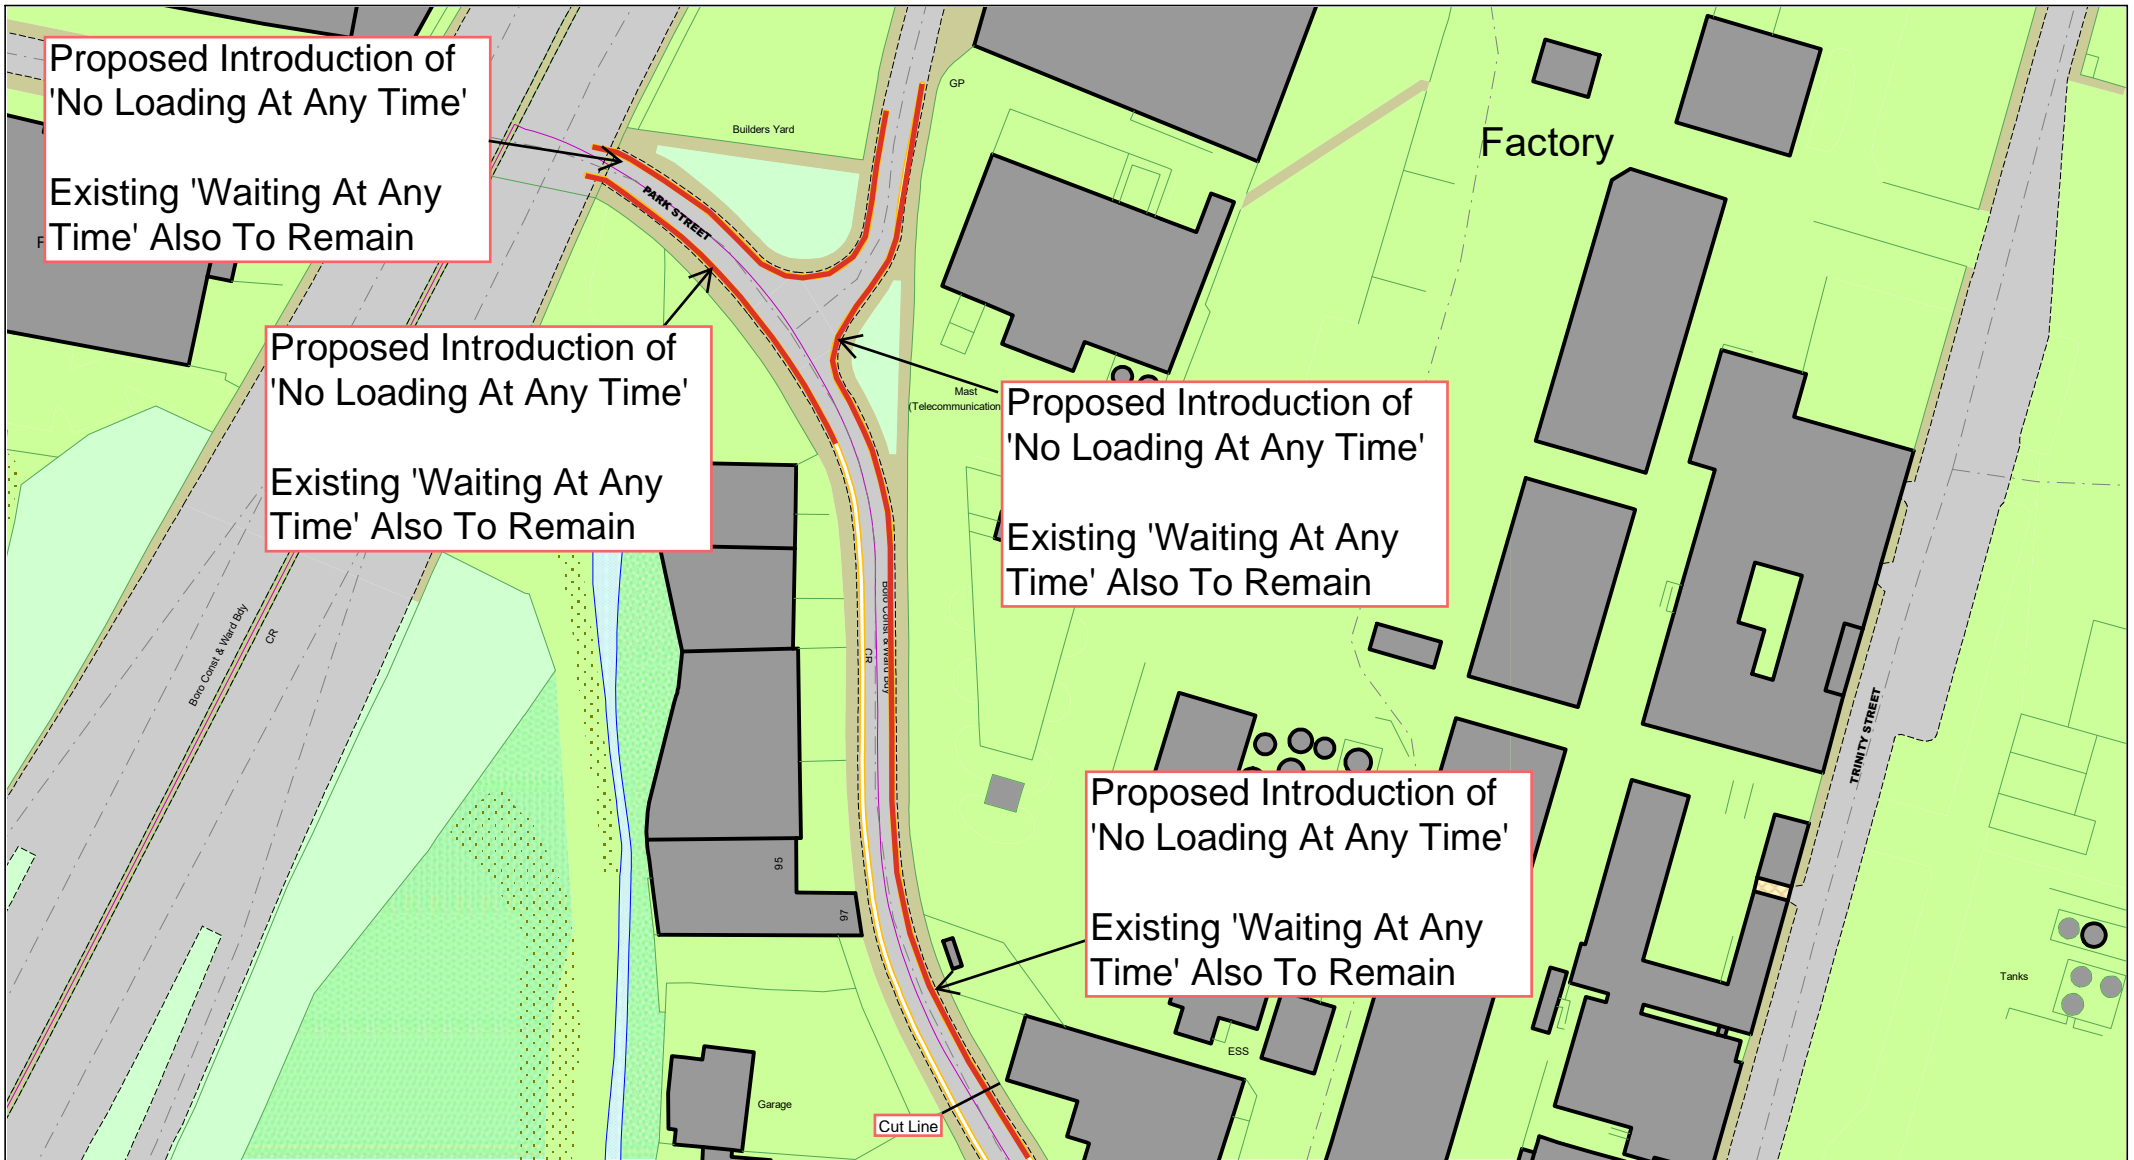 Proposed Introduction of
'No Loading At Any Time'
Existing 'Waiting At Any
Time' Also To Remain
GP
Builders Yard
Factory
PARK STREET
Proposed Introduction of
'No Loading At Any Time'
Existing 'Waiting At Any
Time' Also To Remain
Mast
(Telecommunication
Proposed Introduction of
'No Loading At Any Time'
Existing 'Waiting At Any
Time' Also To Remain
Boro Const & Ward Bdy
CR
Boro Const & Ward Bdy
CR
TRINITY STREET
Proposed Introduction of
'No Loading At Any Time'
Existing 'Waiting At Any
Time' Also To Remain
95
97
Tanks
ESS
Garage
Cut Line